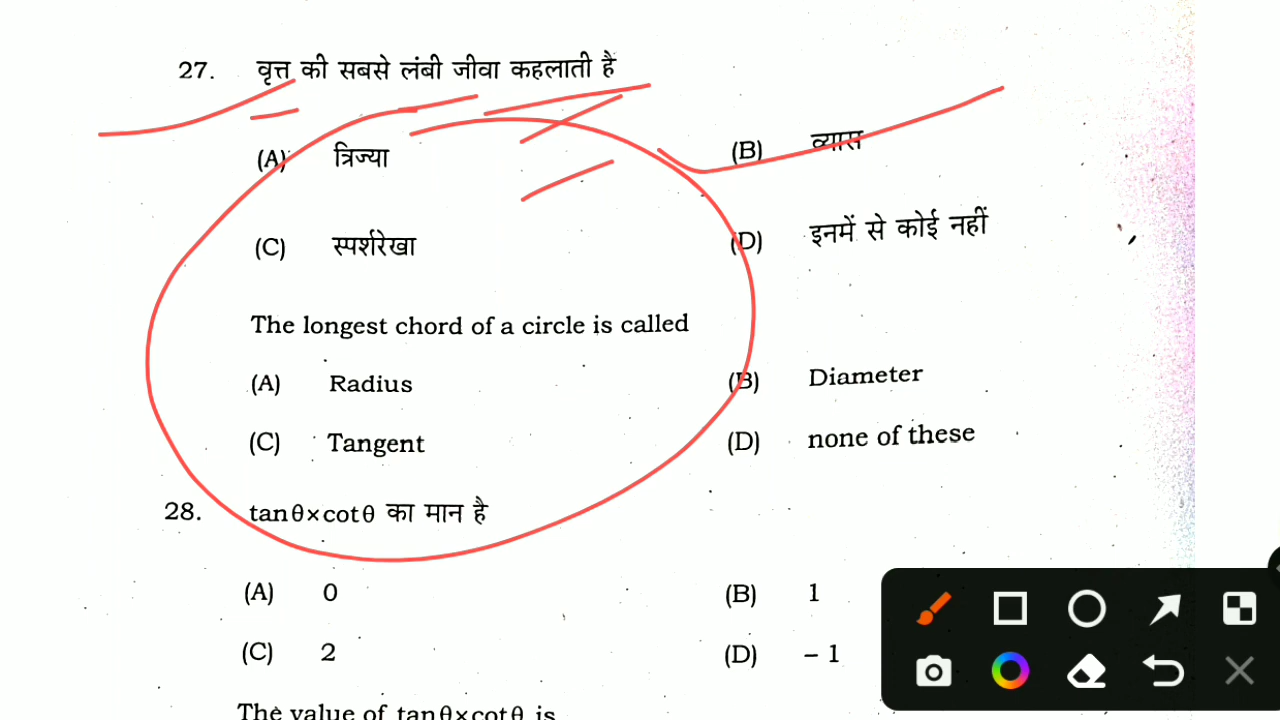 27. वृत्त की सबसे लंबी जीवा कहलाती है
(A) त्रिज्या (B) व्यास
(C) स्पर्शरेखा (D) इनमें से कोई नहीं
The longest chord of a circle is called
(A) Radius (B) Diameter
(C) Tangent (D) none of these
28. tanθ×cotθ का मान है
(A) 0 (B) 1
(C) 2 (D) – 1
The value of tanθ×cotθ is